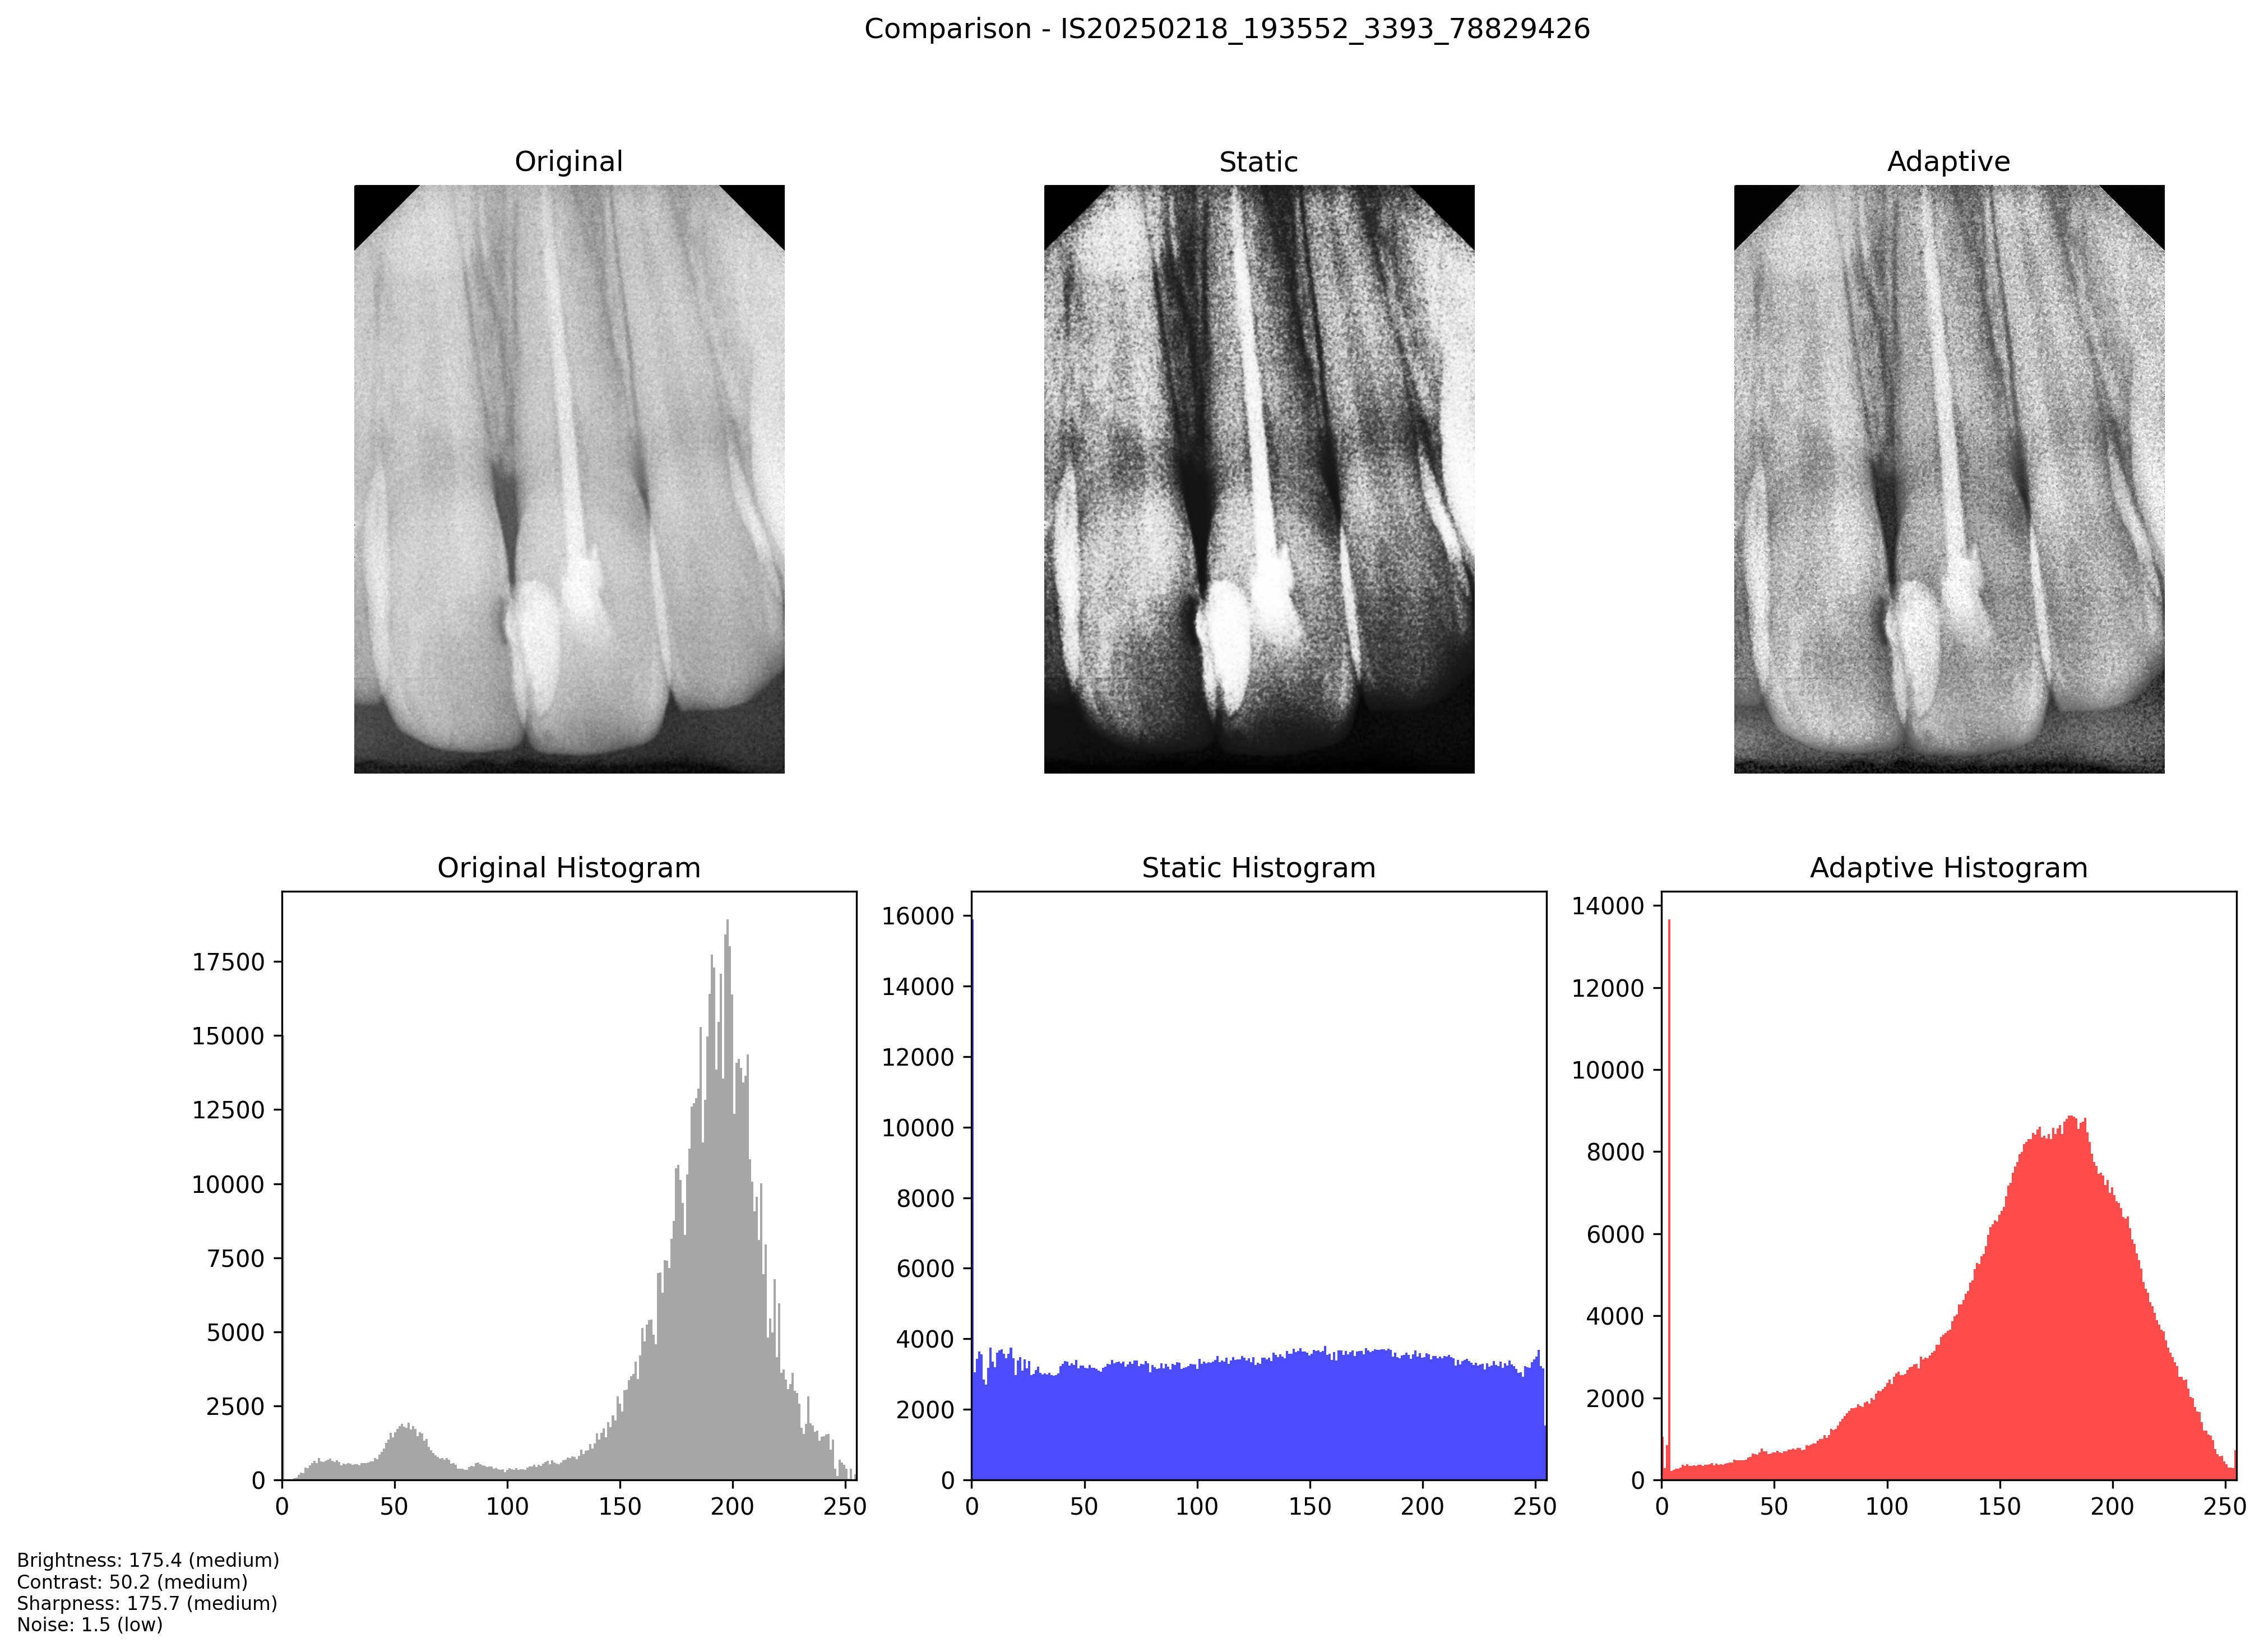 Comparison - IS20250218_193552_3393_78829426
Original
Static
Adaptive
Original Histogram
Static Histogram
Adaptive Histogram
17500
15000
12500
10000
7500
5000
2500
0
0 50 100 150 200 250
16000
14000
12000
10000
8000
6000
4000
2000
0
0 50 100 150 200 250
14000
12000
10000
8000
6000
4000
2000
0
0 50 100 150 200 250
Brightness: 175.4 (medium)
Contrast: 50.2 (medium)
Sharpness: 175.7 (medium)
Noise: 1.5 (low)